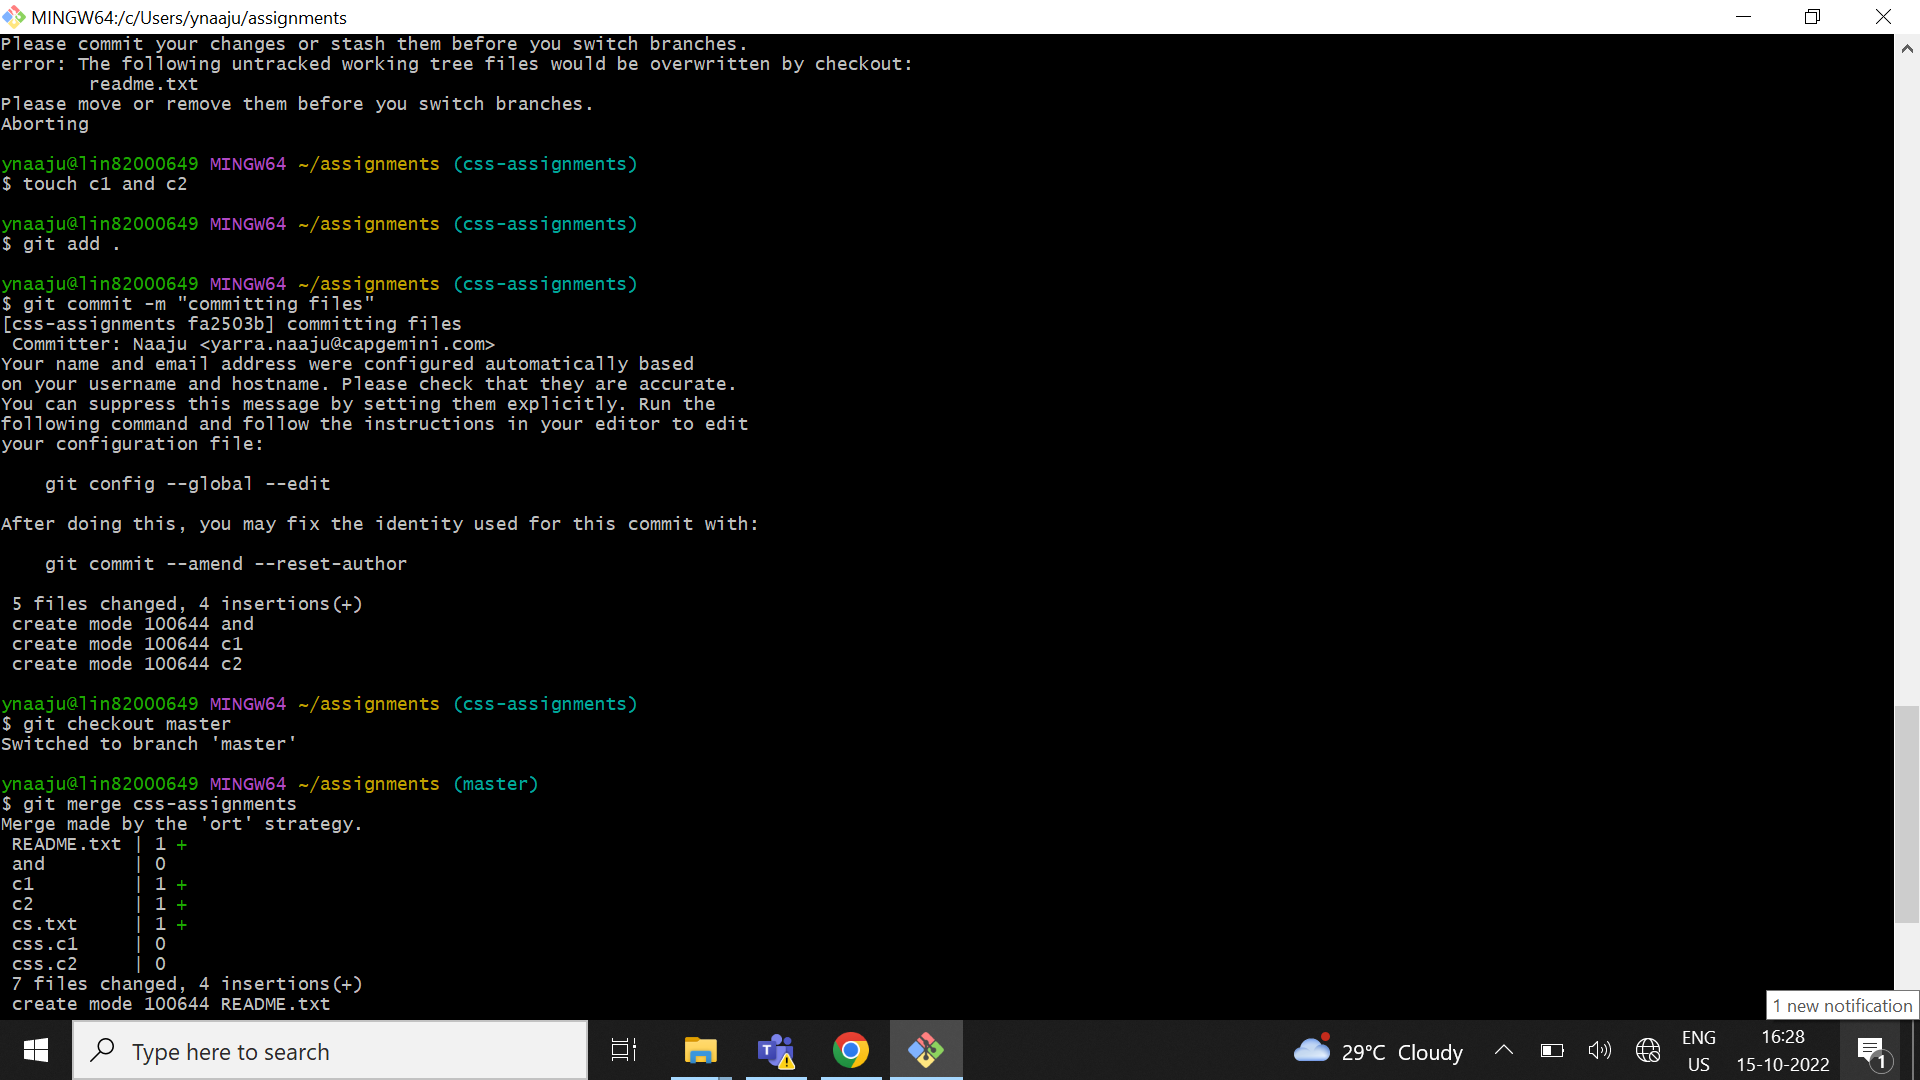 MINGW64:/c/Users/ynaaju/assignments
Please commit your changes or stash them before you switch branches.
error: The following untracked working tree files would be overwritten by checkout:
        readme.txt
Please move or remove them before you switch branches.
Aborting
ynaaju@lin82000649 MINGW64 ~/assignments (css-assignments)
$ touch c1 and c2
ynaaju@lin82000649 MINGW64 ~/assignments (css-assignments)
$ git add .
ynaaju@lin82000649 MINGW64 ~/assignments (css-assignments)
$ git commit -m "committing files"
[css-assignments fa2503b] committing files
 Committer: Naaju <yarra.naaju@capgemini.com>
Your name and email address were configured automatically based
on your username and hostname. Please check that they are accurate.
You can suppress this message by setting them explicitly. Run the
following command and follow the instructions in your editor to edit
your configuration file:
    git config --global --edit
After doing this, you may fix the identity used for this commit with:
    git commit --amend --reset-author
 5 files changed, 4 insertions(+)
 create mode 100644 and
 create mode 100644 c1
 create mode 100644 c2
ynaaju@lin82000649 MINGW64 ~/assignments (css-assignments)
$ git checkout master
Switched to branch 'master'
ynaaju@lin82000649 MINGW64 ~/assignments (master)
$ git merge css-assignments
Merge made by the 'ort' strategy.
 README.txt | 1 +
 and        | 0
 c1         | 1 +
 c2         | 1 +
 cs.txt     | 1 +
 css.c1     | 0
 css.c2     | 0
 7 files changed, 4 insertions(+)
 create mode 100644 README.txt
1 new notification
Type here to search
29°C Cloudy
ENG
US
16:28
15-10-2022
1